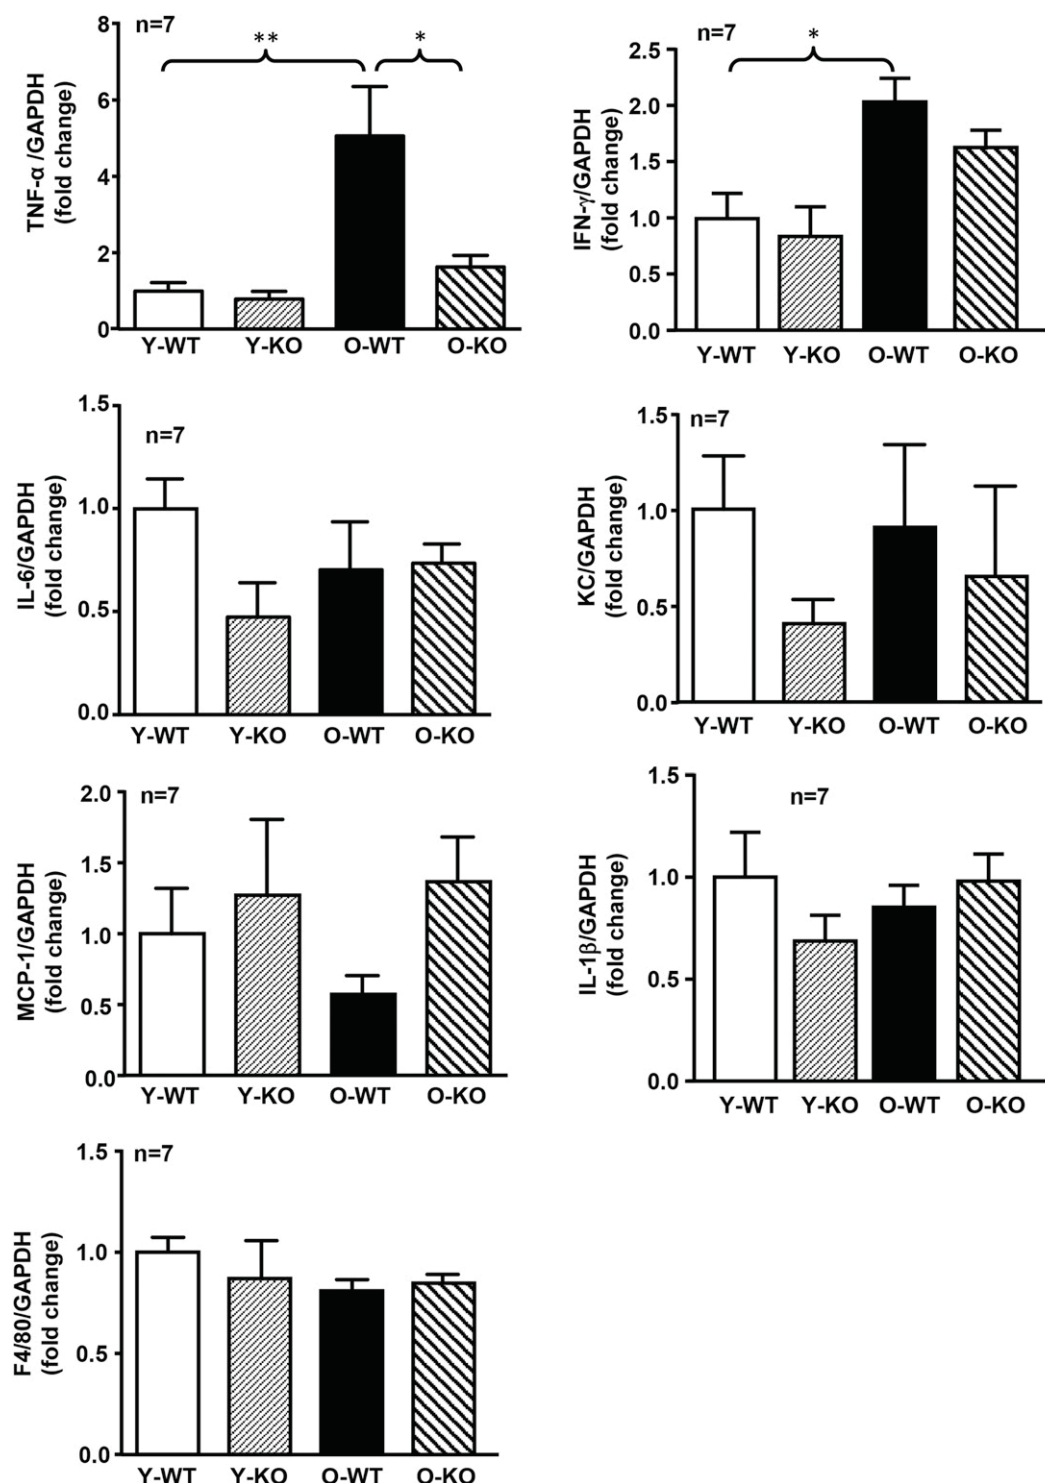 n=7
**
*
TNF-α /GAPDH
(fold change)
8
6
4
2
0
Y-WT Y-KO O-WT O-KO
n=7
*
IFN-γ/GAPDH
(fold change)
2.5
2.0
1.5
1.0
0.5
0.0
Y-WT Y-KO O-WT O-KO
n=7
IL-6/GAPDH
(fold change)
1.5
1.0
0.5
0.0
Y-WT Y-KO O-WT O-KO
n=7
KC/GAPDH
(fold change)
1.5
1.0
0.5
0.0
Y-WT Y-KO O-WT O-KO
n=7
MCP-1/GAPDH
(fold change)
2.0
1.5
1.0
0.5
0.0
Y-WT Y-KO O-WT O-KO
n=7
IL-1β/GAPDH
(fold change)
1.5
1.0
0.5
0.0
Y-WT Y-KO O-WT O-KO
n=7
F4/80/GAPDH
(fold change)
1.5
1.0
0.5
0.0
Y-WT Y-KO O-WT O-KO